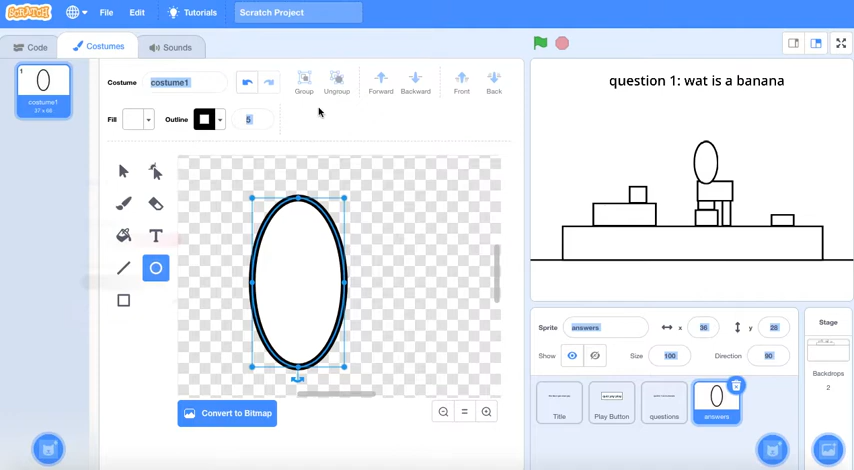 SCRATCH File Edit Tutorials Scratch Project
Code Costumes Sounds
1
costume1
37 x 66
Costume costume1 Group Ungroup Forward Backward Front Back
Fill Outline 5
Convert to Bitmap
question 1: wat is a banana
Sprite answers x 36 y 28
Show Size 100 Direction 90
Title
Play Button
questions
answers
Stage
Backdrops
2